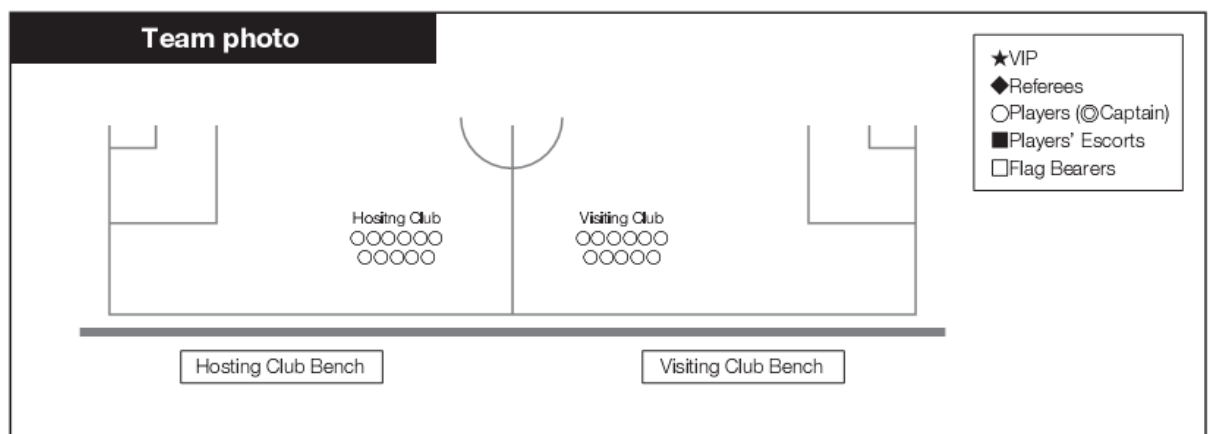 Team photo
★VIP
◆Referees
○Players (◎Captain)
■Players' Escorts
□Flag Bearers
Hositng Club
Visiting Club
Hosting Club Bench
Visiting Club Bench